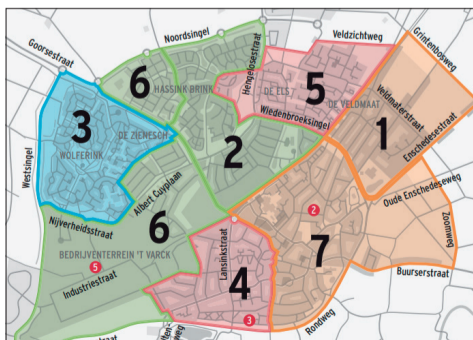 Noordsingel
Veldzichtweg
Goorsestraat
Hengelosestraat
Grintenbosweg
6
HASSINK BRINK
5
DE ELS
DE VELDMAAT
Veldmaterstraat
Enschedesestraat
1
3
DE ZIENESCH
WOLFERINK
Wiedenbroeksingel
2
Westsingel
Albert Cuyplaan
Oude Enschedeseweg
2
Nijverheidsstraat
6
Zoomweg
BEDRIJVENTERREIN 'T VARCK
5
Industriestraat
Lansinkstraat
4
7
Buurserstraat
3
Rondweg